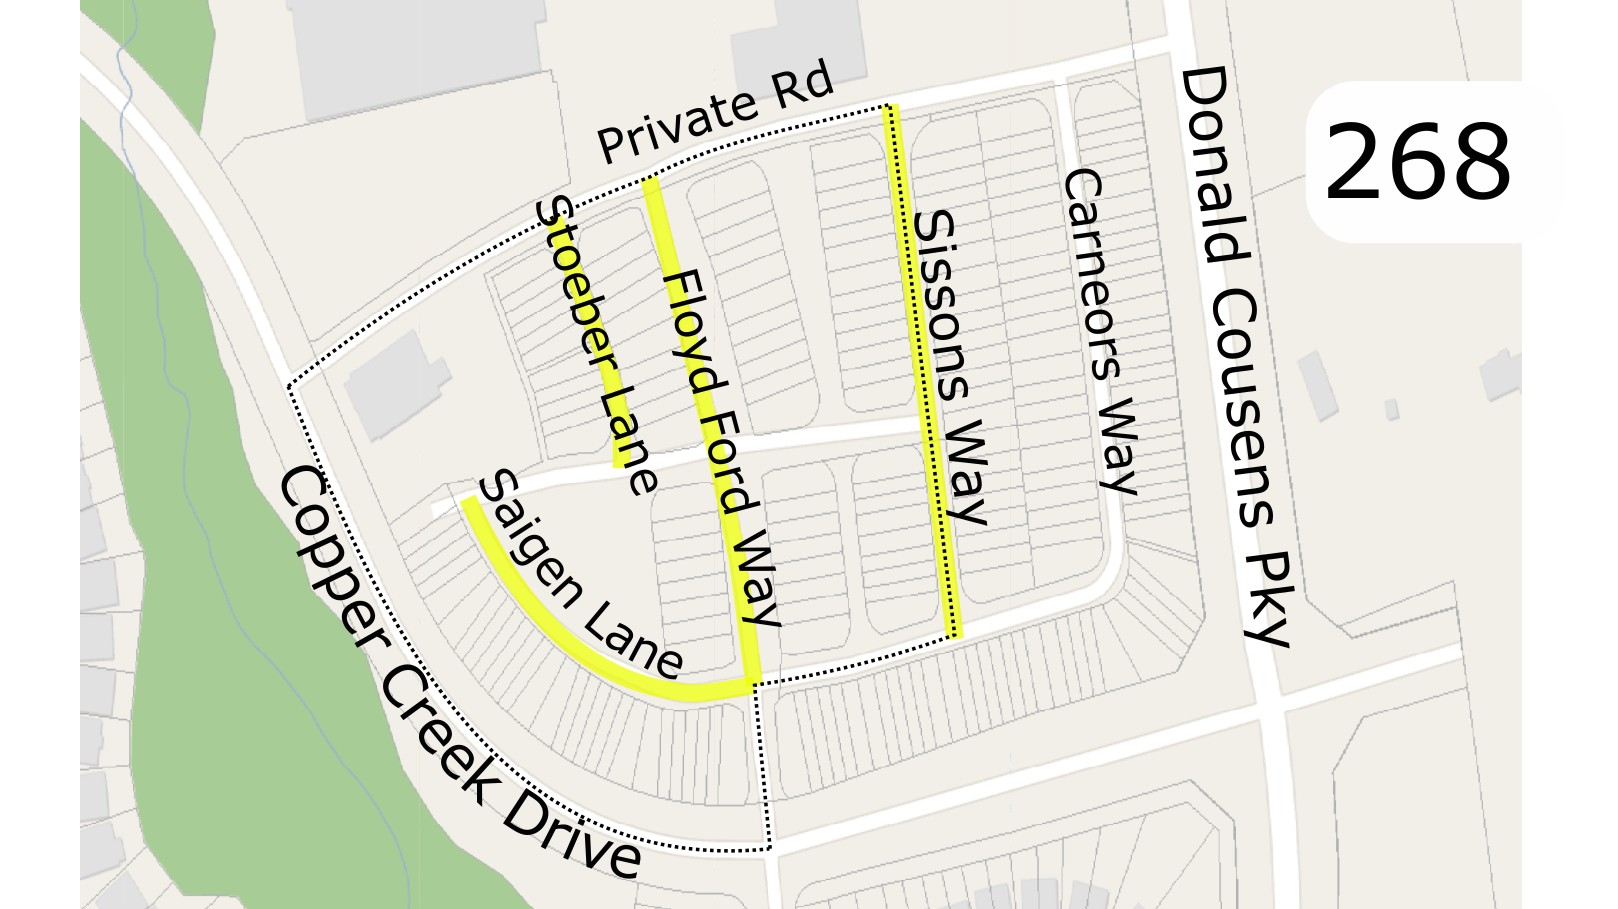 Private Rd
268
Stoeber Lane
Floyd Ford Way
Sissons Way
Carneors Way
Donald Cousens Pky
Saigen Lane
Copper Creek Drive